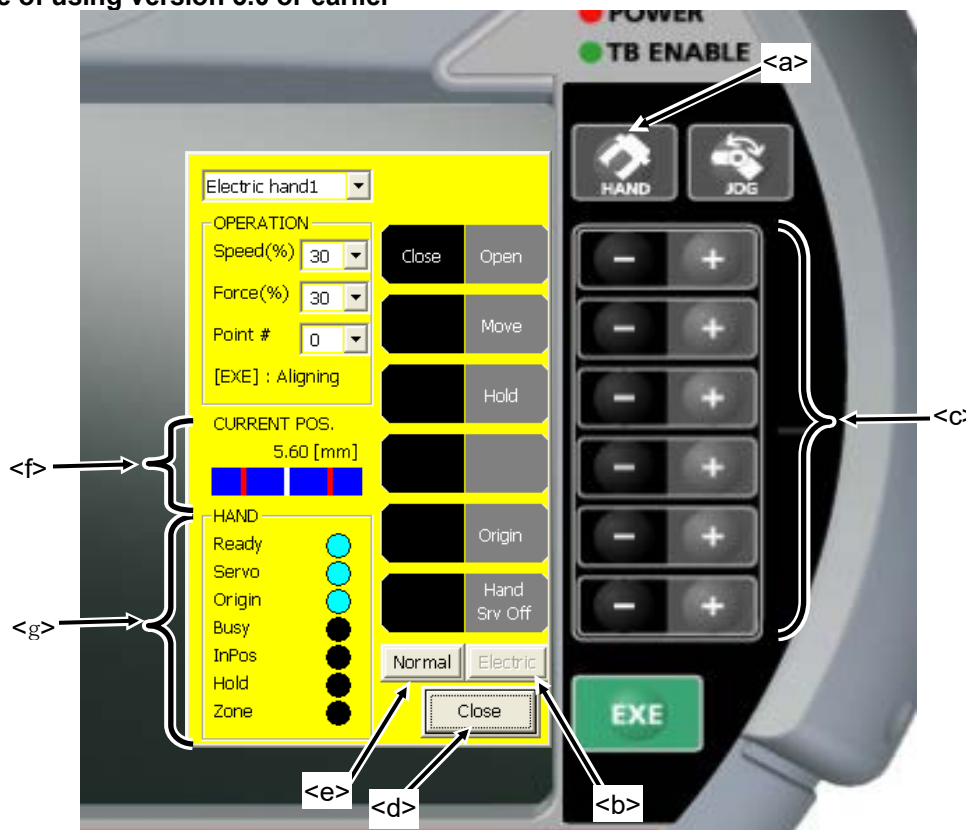 e of using version 3.0 or earlier
POWER
TB ENABLE
<a>
HAND
JOG
Electric hand1
OPERATION
Speed(%) 30
Force(%) 30
Point # 0
[EXE] : Aligning
Close Open
Move
Hold
Origin
Hand
Srv Off
CURRENT POS.
5.60 [mm]
HAND
Ready
Servo
Origin
Busy
InPos
Hold
Zone
Normal Electric
Close
- +
- +
- +
- +
- +
- +
EXE
<c>
<f>
<g>
<e>
<d>
<b>